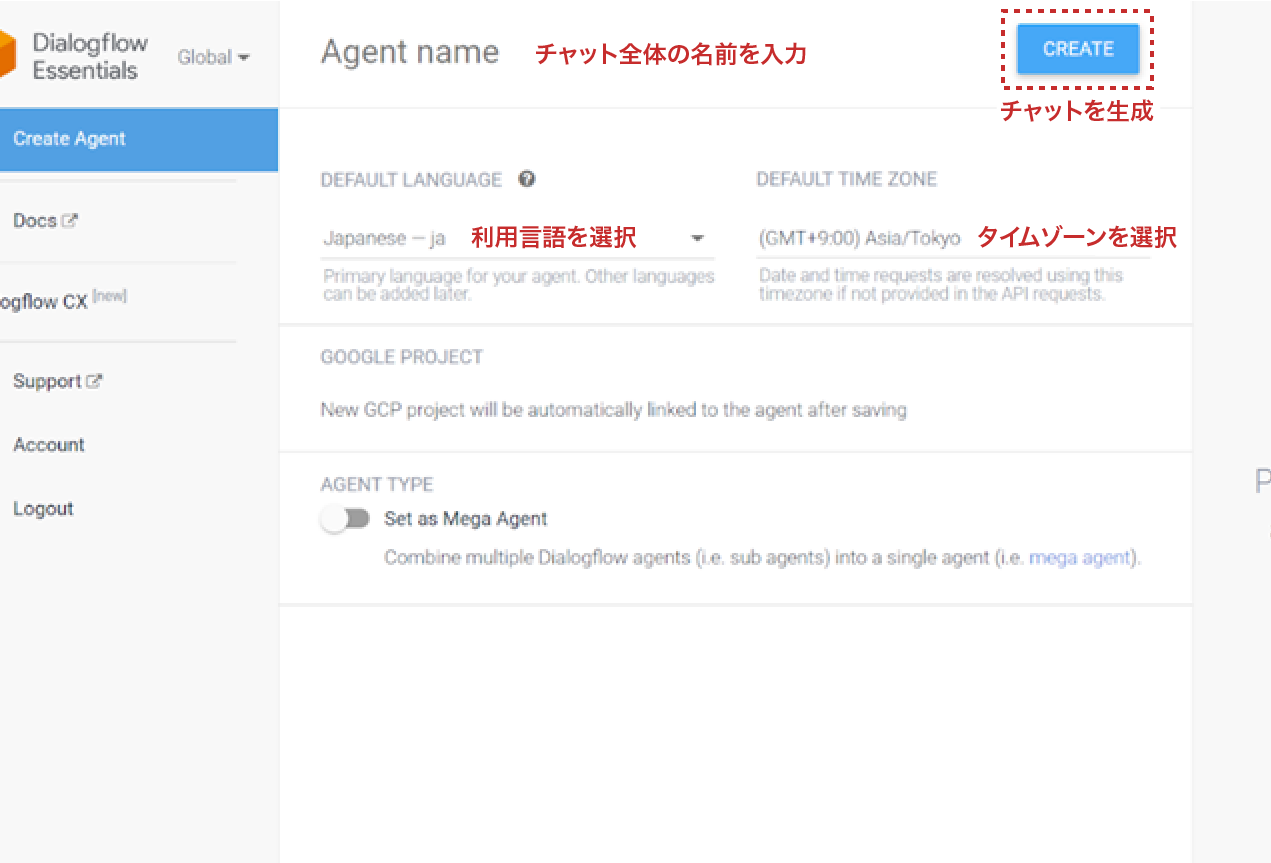 Dialogflow
Essentials
Global
Agent name
チャット全体の名前を入力
CREATE
チャットを生成
Create Agent
DEFAULT LANGUAGE
DEFAULT TIME ZONE
Docs
Japanese — ja
利用言語を選択
(GMT+9:00) Asia/Tokyo
タイムゾーンを選択
Primary language for your agent. Other languages
can be added later.
Date and time requests are resolved using this
timezone if not provided in the API requests.
ogflow CX [new]
GOOGLE PROJECT
Support
New GCP project will be automatically linked to the agent after saving
Account
AGENT TYPE
Logout
Set as Mega Agent
Combine multiple Dialogflow agents (i.e. sub agents) into a single agent (i.e. mega agent).
P